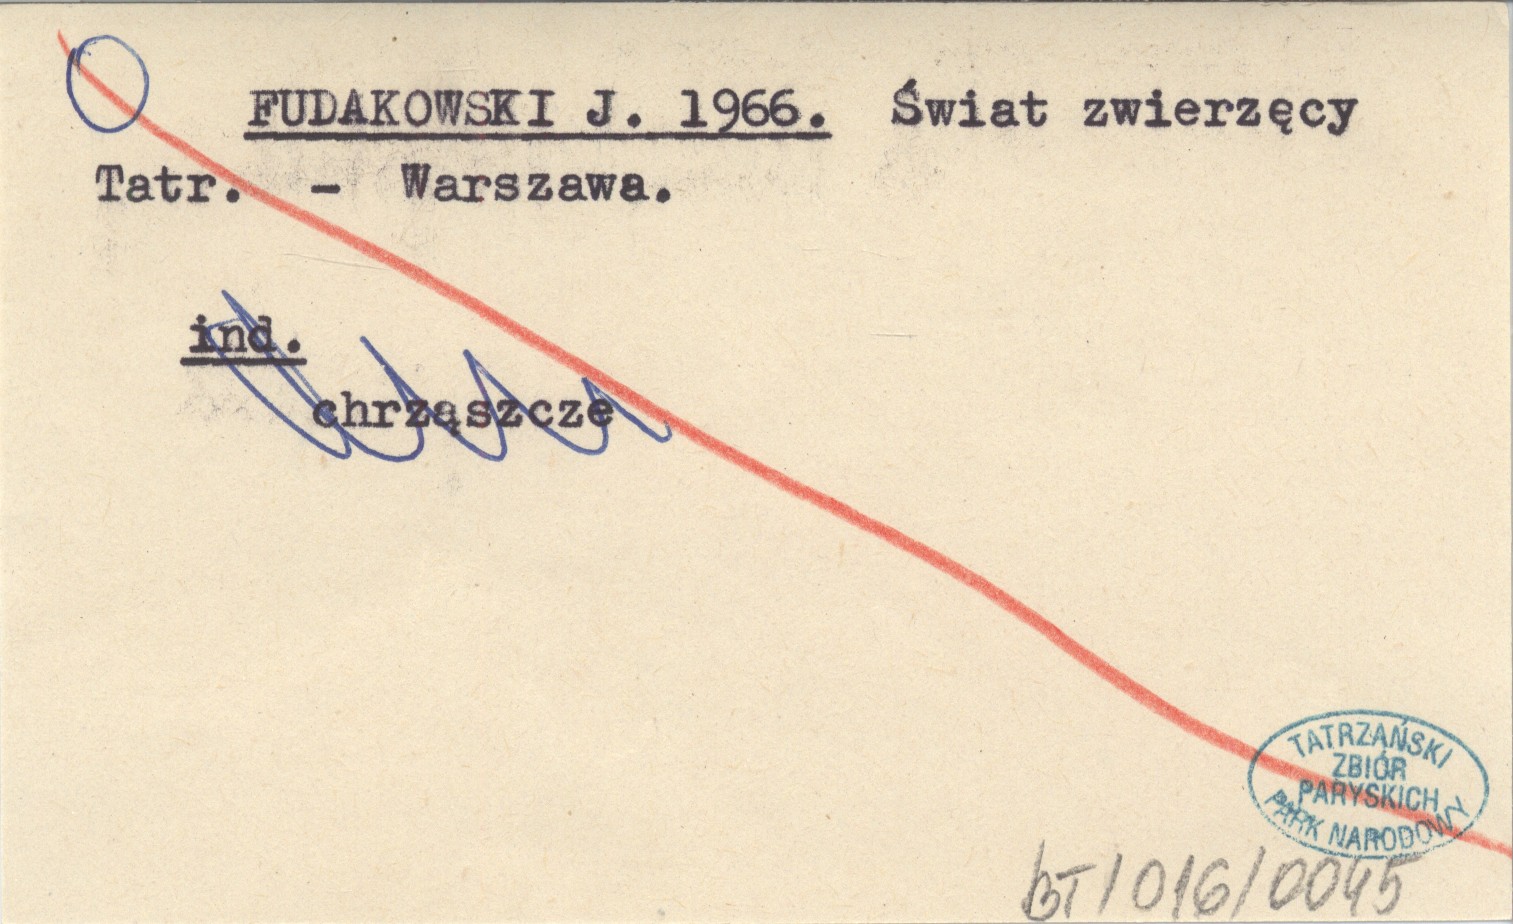 FUDAKOWSKI J. 1966. Świat zwierzęcy
Tatr. - Warszawa.
ind.
chrząszcze
TATRZAŃSKI
ZBIÓR
PARYSKICH
PARK NARODOWY
BT/016/0045